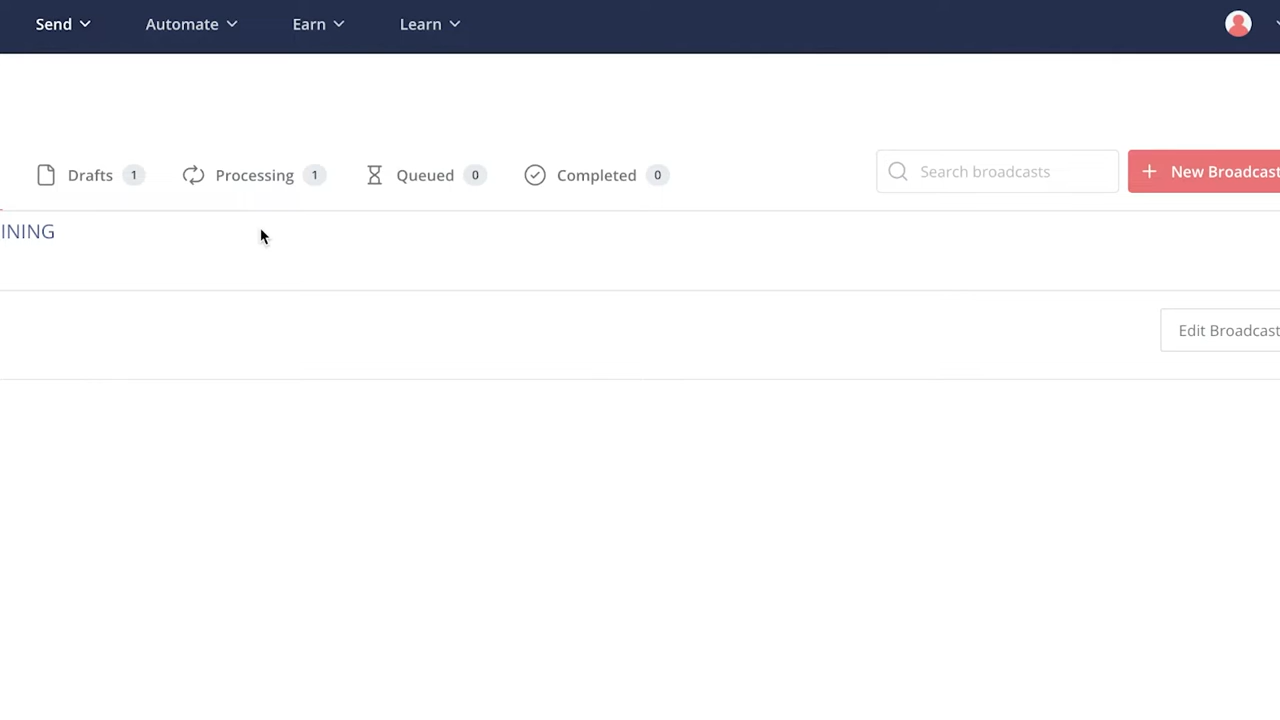 Send Automate Earn Learn
Drafts 1 Processing 1 Queued 0 Completed 0 Search broadcasts + New Broadcast
INING
Edit Broadcast